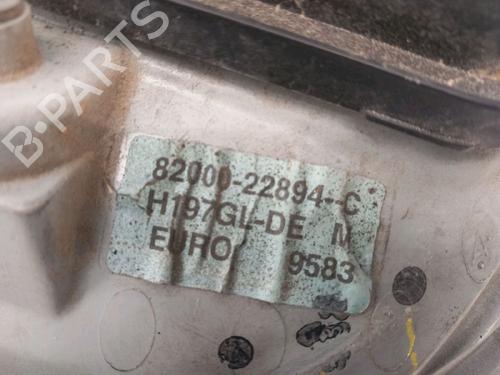 B-PARTS
82000-22894--C
H197GL-DE M
EURO 9583